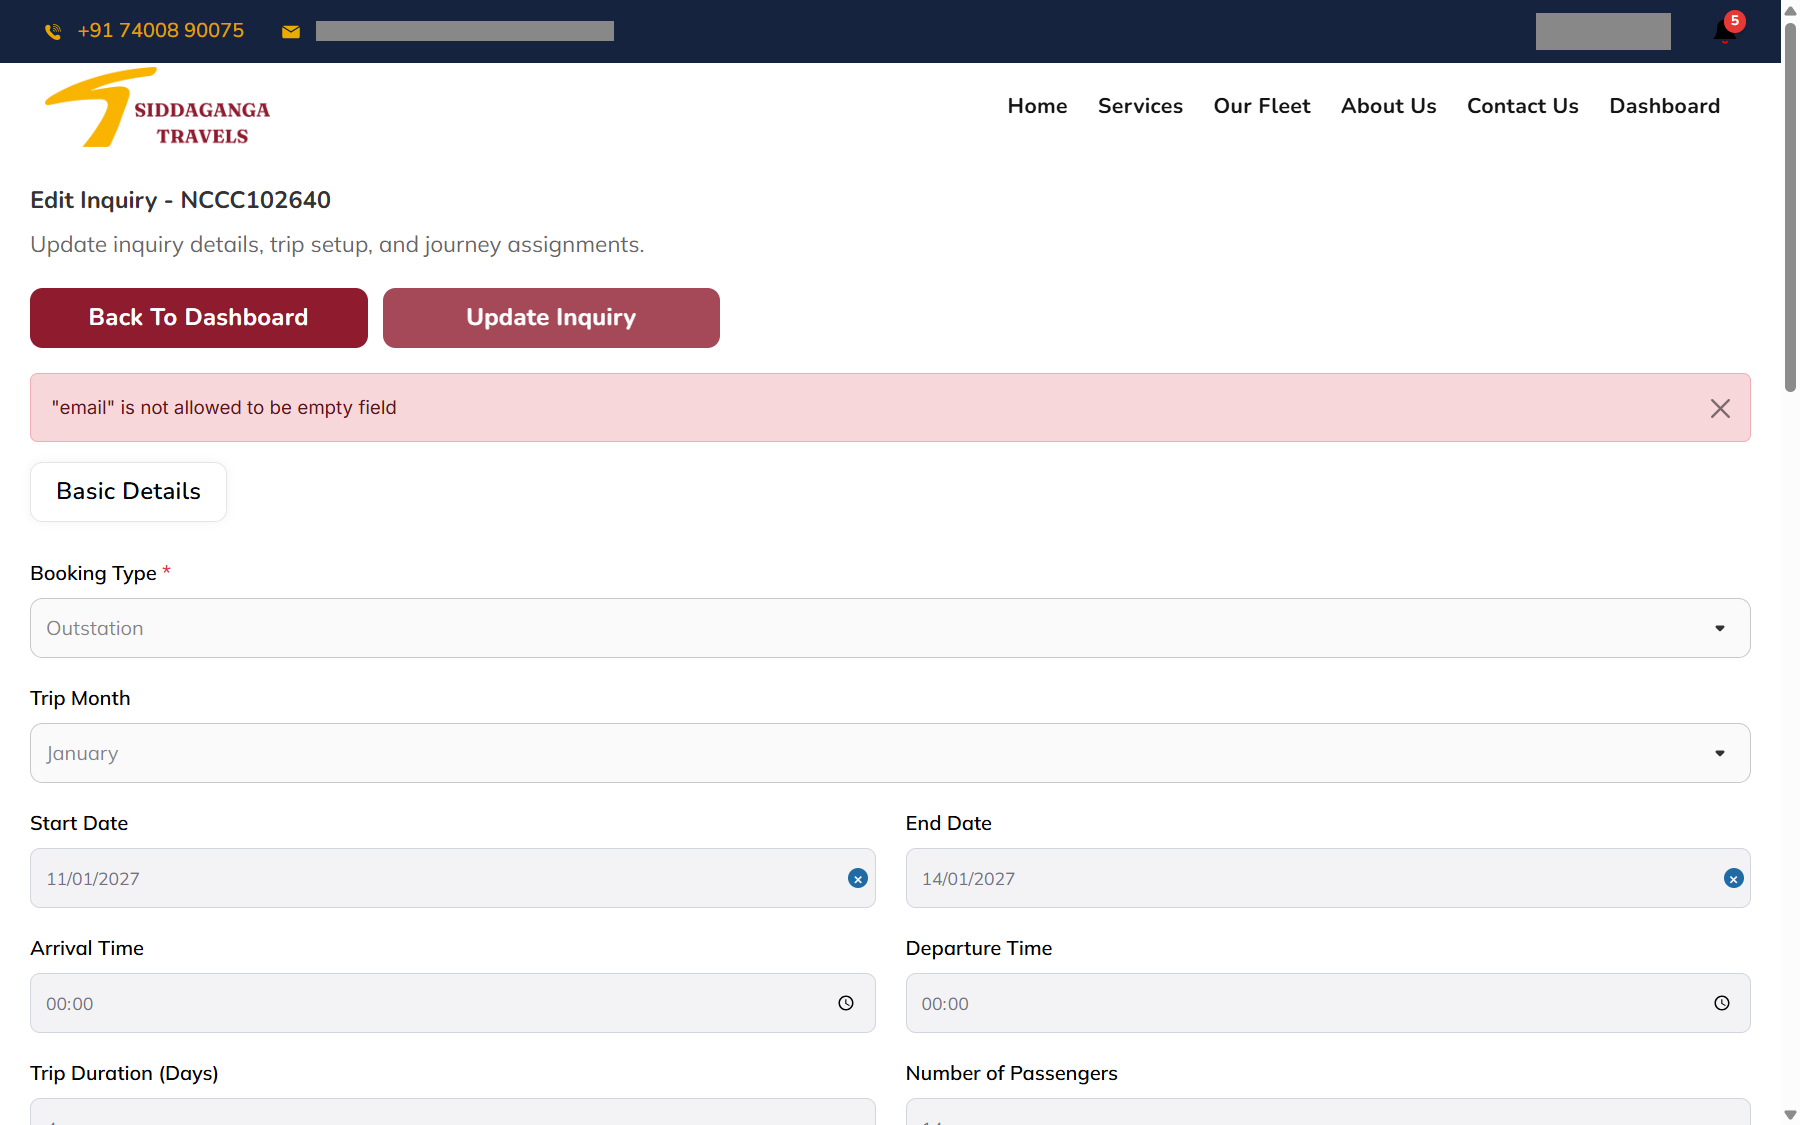 +91 74008 90075
5
SIDDAGANGA
TRAVELS
Home
Services
Our Fleet
About Us
Contact Us
Dashboard
Edit Inquiry - NCCC102640
Update inquiry details, trip setup, and journey assignments.
Back To Dashboard
Update Inquiry
"email" is not allowed to be empty field
Basic Details
Booking Type *
Outstation
Trip Month
January
Start Date
End Date
11/01/2027
14/01/2027
Arrival Time
Departure Time
00:00
00:00
Trip Duration (Days)
Number of Passengers